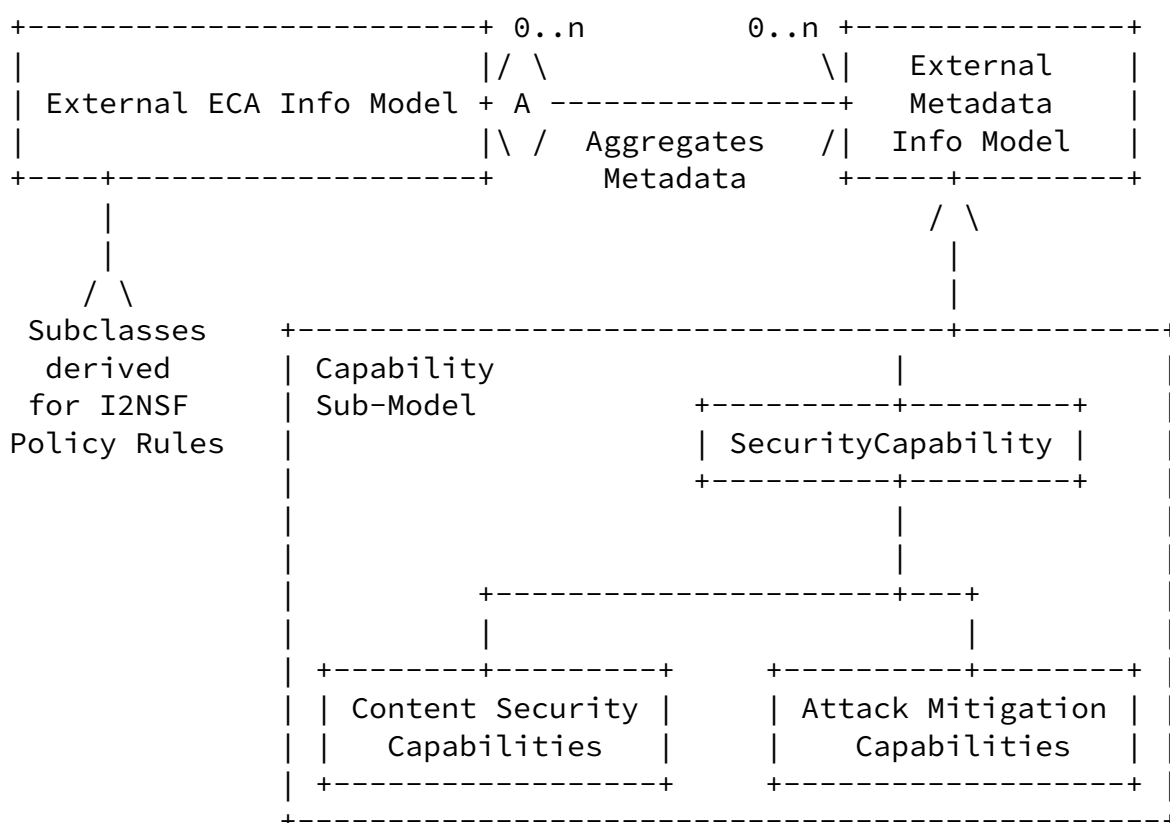 0..n 0..n
External
External ECA Info Model A Metadata
Aggregates Info Model
Metadata
Subclasses
derived Capability
for I2NSF Sub-Model
Policy Rules SecurityCapability
Content Security Attack Mitigation
Capabilities Capabilities